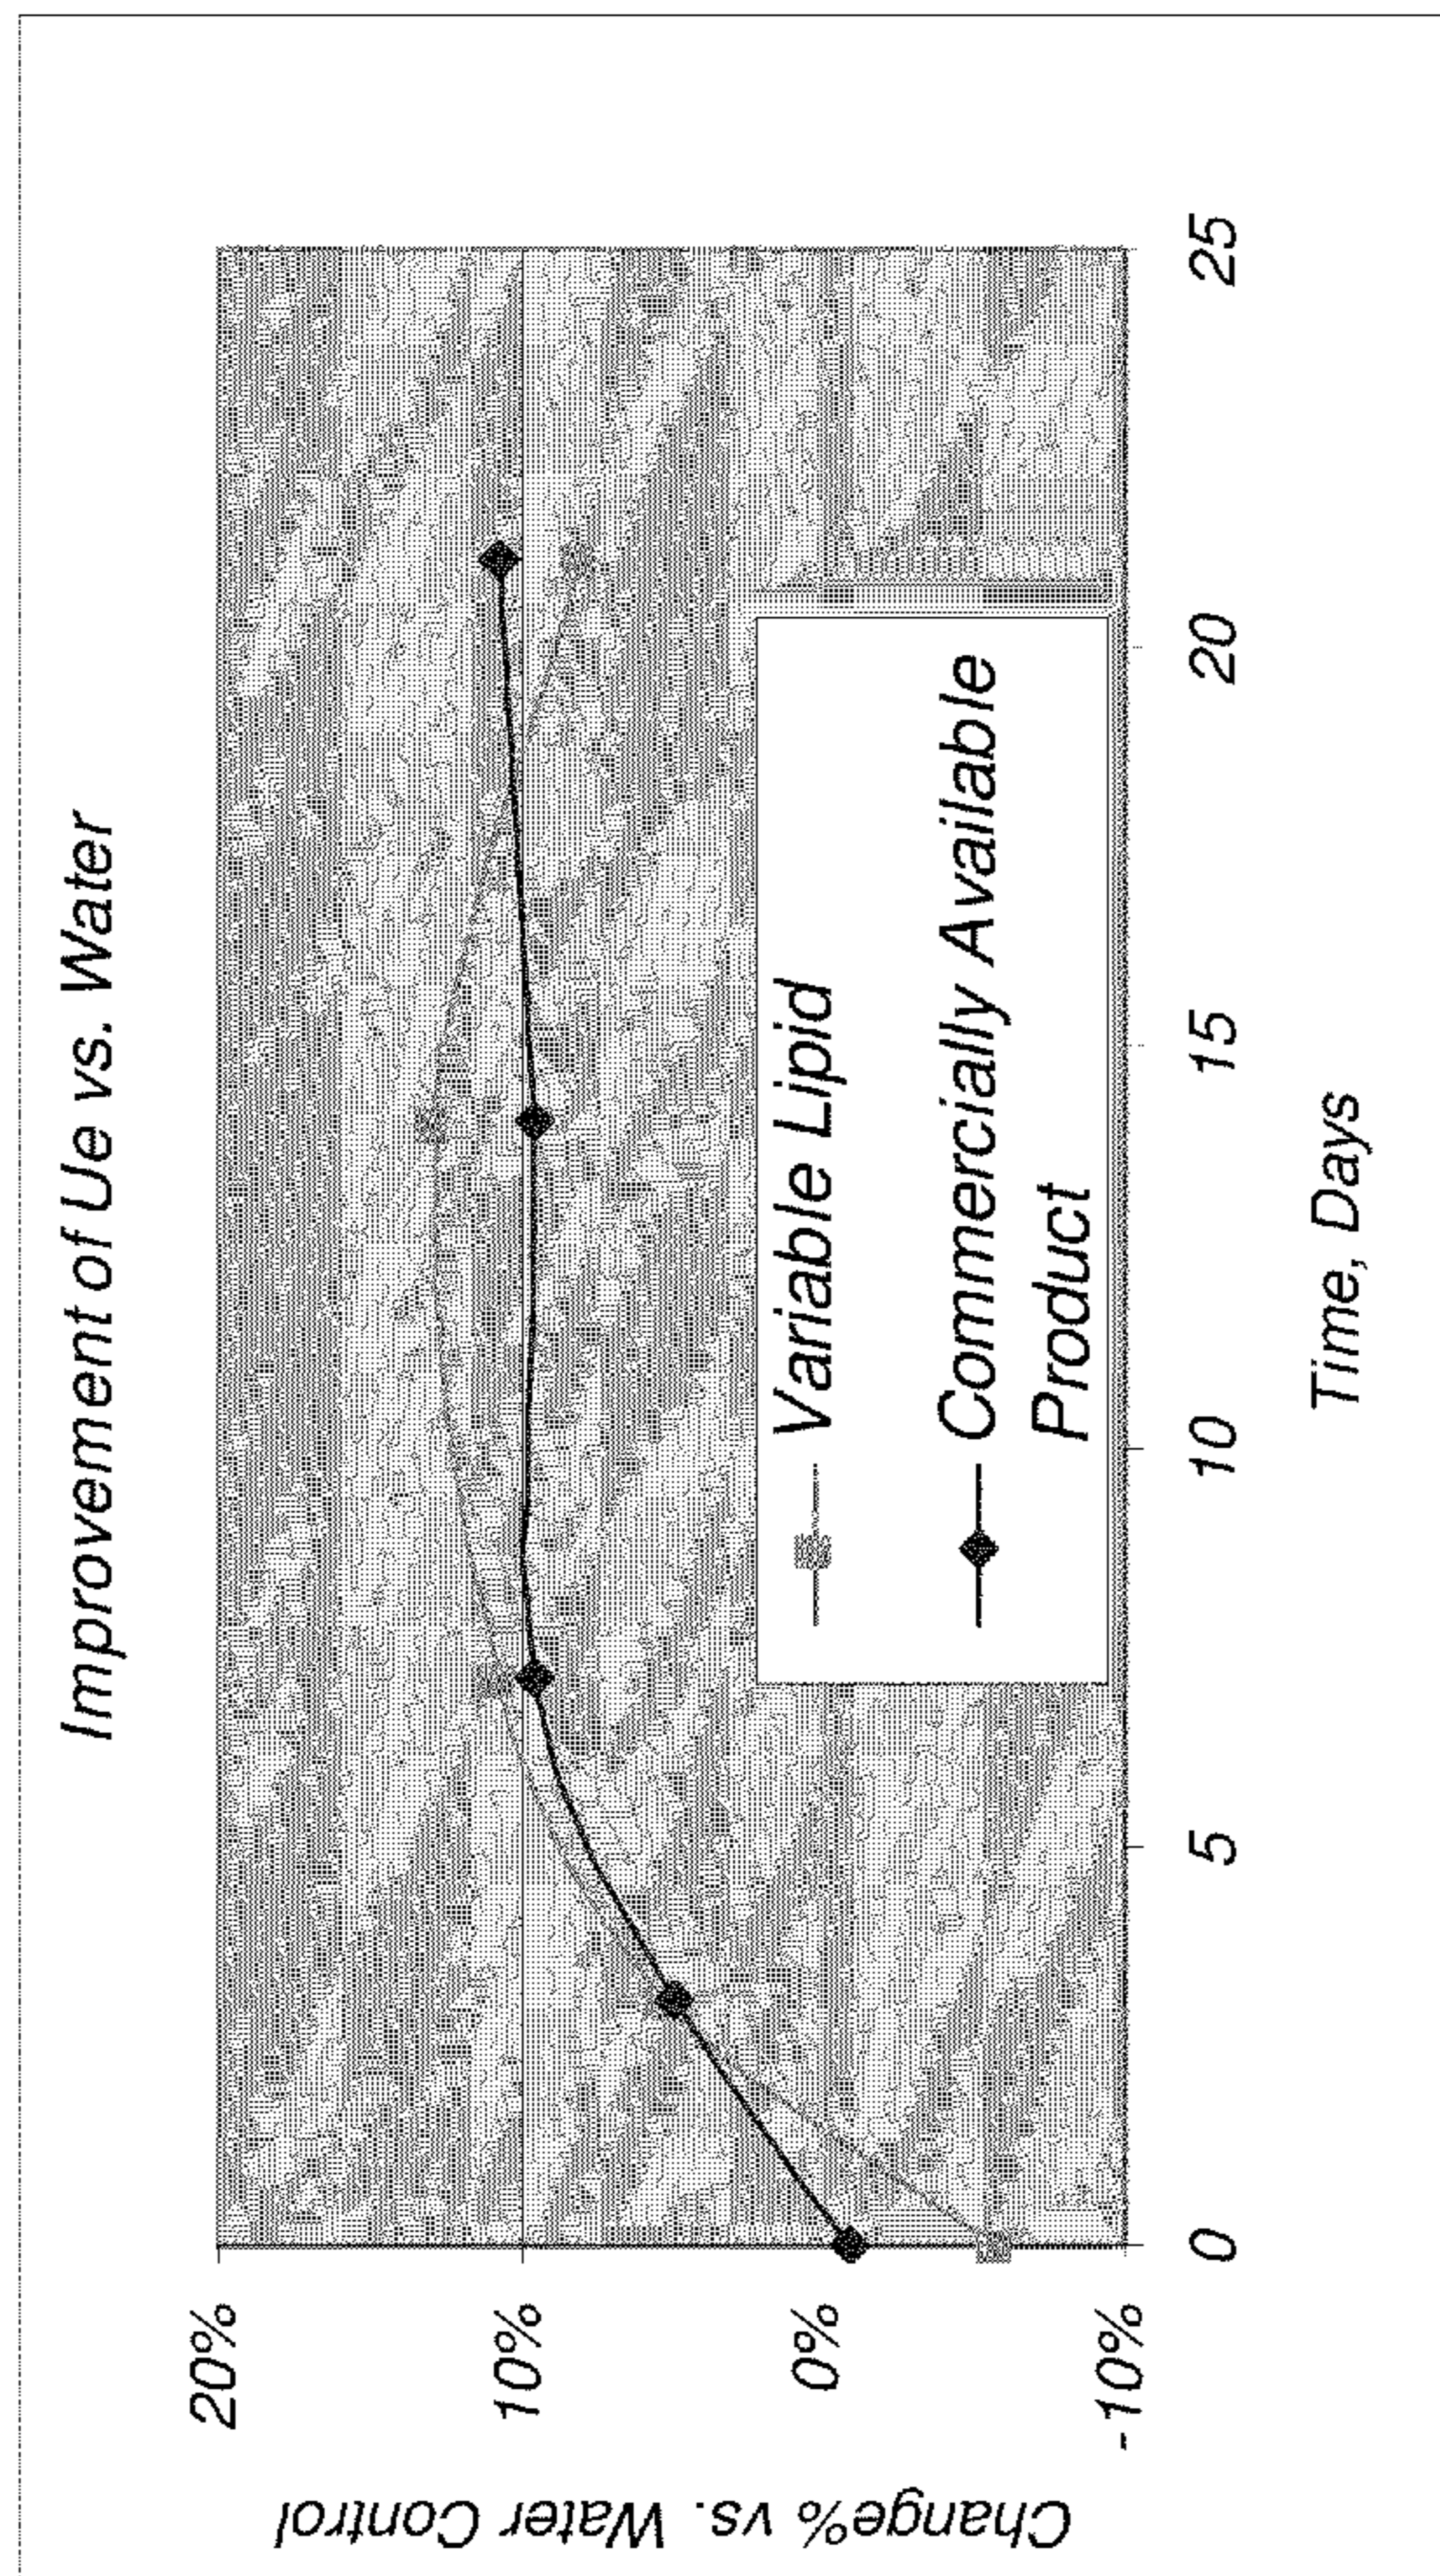 Improvement of Ue vs. Water
Change% vs. Water Control
20%
10%
0%
-10%
Variable Lipid
Commercially Available
Product
0 5 10 15 20 25
Time, Days